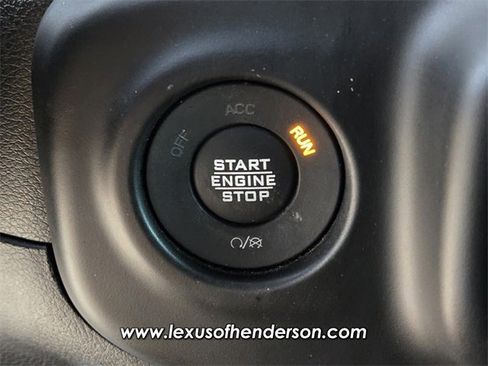 ACC
OFF
RUN
START
ENGINE
STOP
www.lexusofhenderson.com